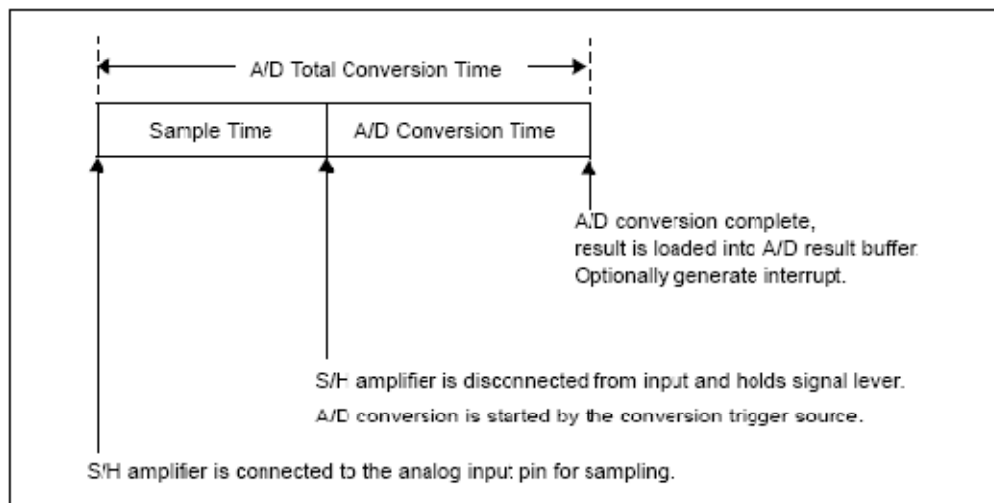 A/D Total Conversion Time
Sample Time
A/D Conversion Time
A/D conversion complete,
result is loaded into A/D result buffer.
Optionally generate interrupt.
S/H amplifier is disconnected from input and holds signal lever.
A/D conversion is started by the conversion trigger source.
S/H amplifier is connected to the analog input pin for sampling.